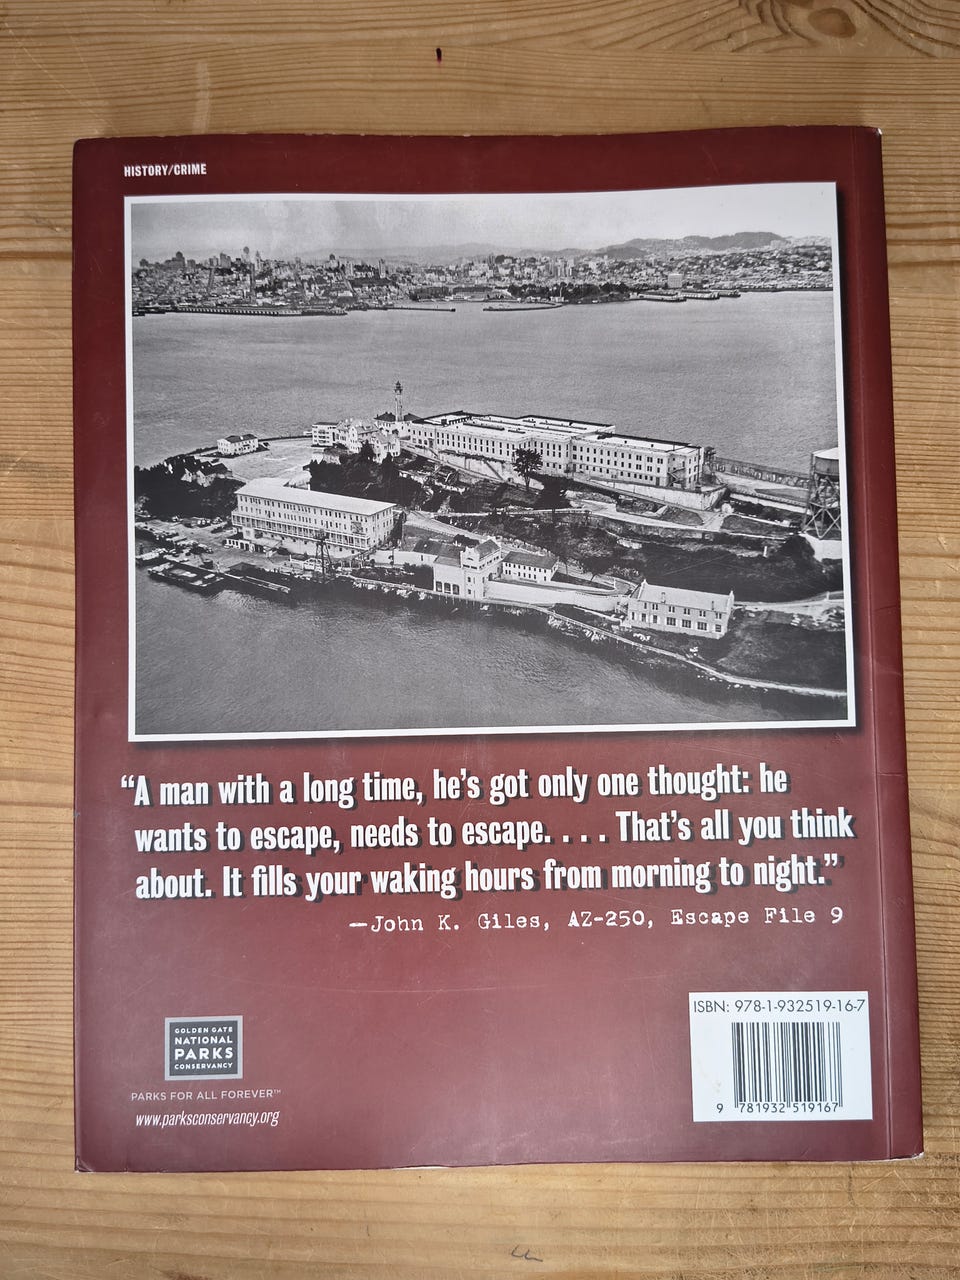 HISTORY/CRIME
“A man with a long time, he’s got only one thought: he
wants to escape, needs to escape. . . . That’s all you think
about. It fills your waking hours from morning to night.”
—John K. Giles, AZ-250, Escape File 9
ISBN: 978-1-932519-16-7
9 781932 519167
GOLDEN GATE
NATIONAL
PARKS
CONSERVANCY
PARKS FOR ALL FOREVER™
www.parksconservancy.org